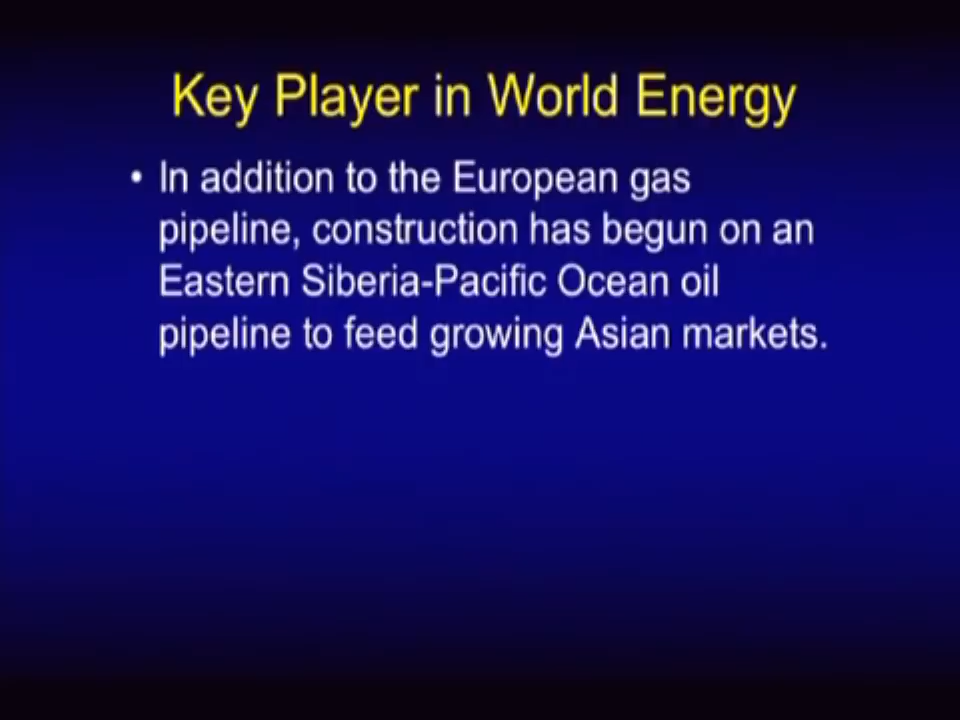 Key Player in World Energy
• In addition to the European gas
pipeline, construction has begun on an
Eastern Siberia-Pacific Ocean oil
pipeline to feed growing Asian markets.